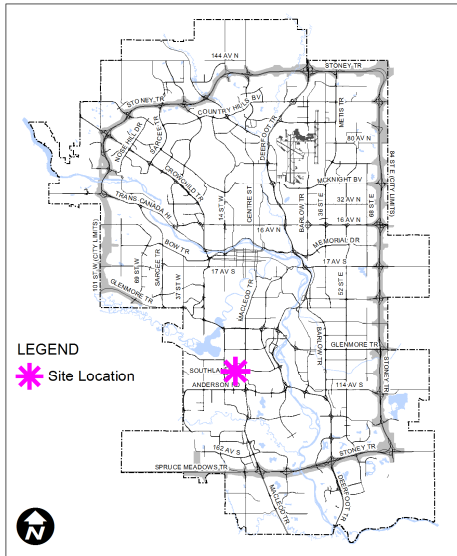 144 AV N
STONEY TR
STONEY TR
COUNTRY HILLS BV
METIS TR
NOSE HILL DR
SARCEE TR
DEERFOOT TR
80 AV N
CROWCHILD TR
MCKNIGHT BV
84 ST E (CITY LIMITS)
TRANS CANADA HI
14 ST W
CENTRE ST
BARLOW TR
36 ST E
32 AV N
68 ST E
16 AV N
16 AV N
101 ST W (CITY LIMITS)
BOW TR
MEMORIAL DR
69 ST W
SARCEE TR
37 ST W
17 AV S
17 AV S
52 ST E
GLENMORE TR
MACLEOD TR
BARLOW TR
GLENMORE TR
STONEY TR
LEGEND
Site Location
ANDERSON RD
114 AV S
162 AV S
STONEY TR
SPRUCE MEADOWS TR
MACLEOD TR
DEERFOOT TR
N